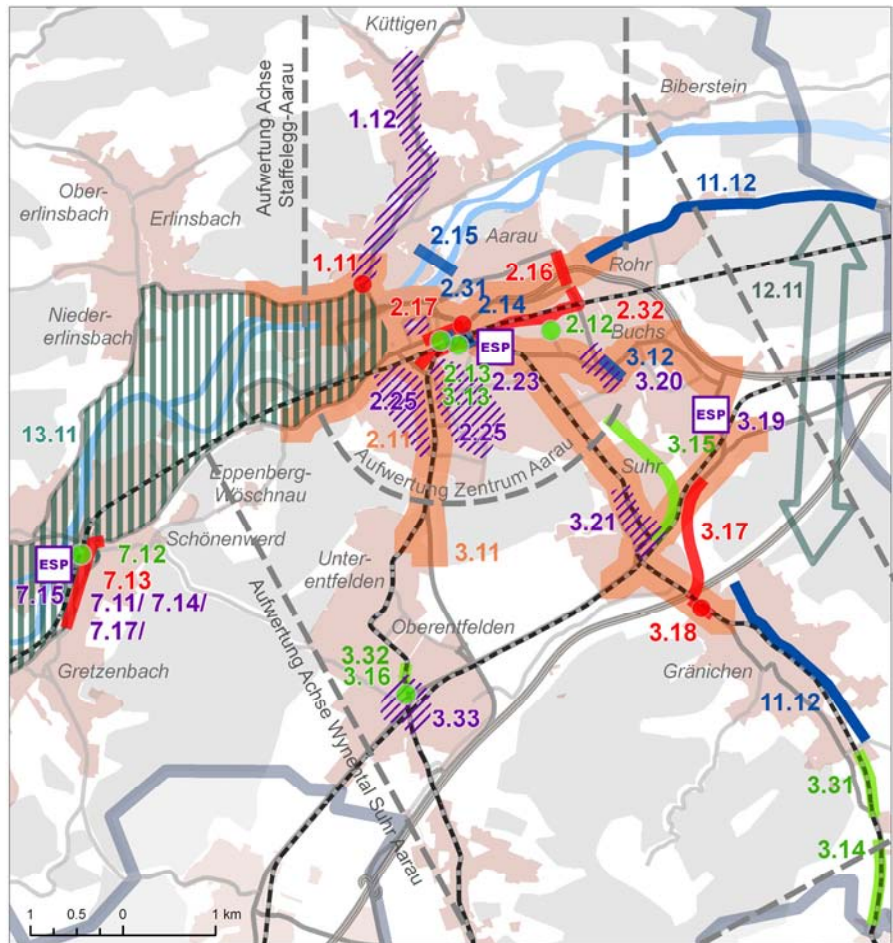 Küttigen
Biberstein
Aufwertung Achse
Staffelegg-Aarau
1.12
Ober-
erlinsbach
Erlinsbach
11.12
2.15
Aarau
1.11
2.31
2.16
Rohr
Nieder-
erlinsbach
2.17
2.14
2.32
12.11
2.12
Buchs
ESP
3.12
2.13
2.23
3.20
3.13
2.25
2.25
ESP
3.19
13.11
2.11
3.15
Aufwertung Zentrum Aarau
Suhr
Eppenberg-
Wöschnau
3.21
3.17
Schönenwerd
7.12
3.11
ESP
7.15
7.13
7.11/ 7.14/
7.17/
Unter-
entfelden
3.18
Oberentfelden
Gretzenbach
Gränichen
3.32
3.16
11.12
3.33
Aufwertung Achse Wynental Suhr Aarau
3.31
3.14
1 0.5 0 1 km